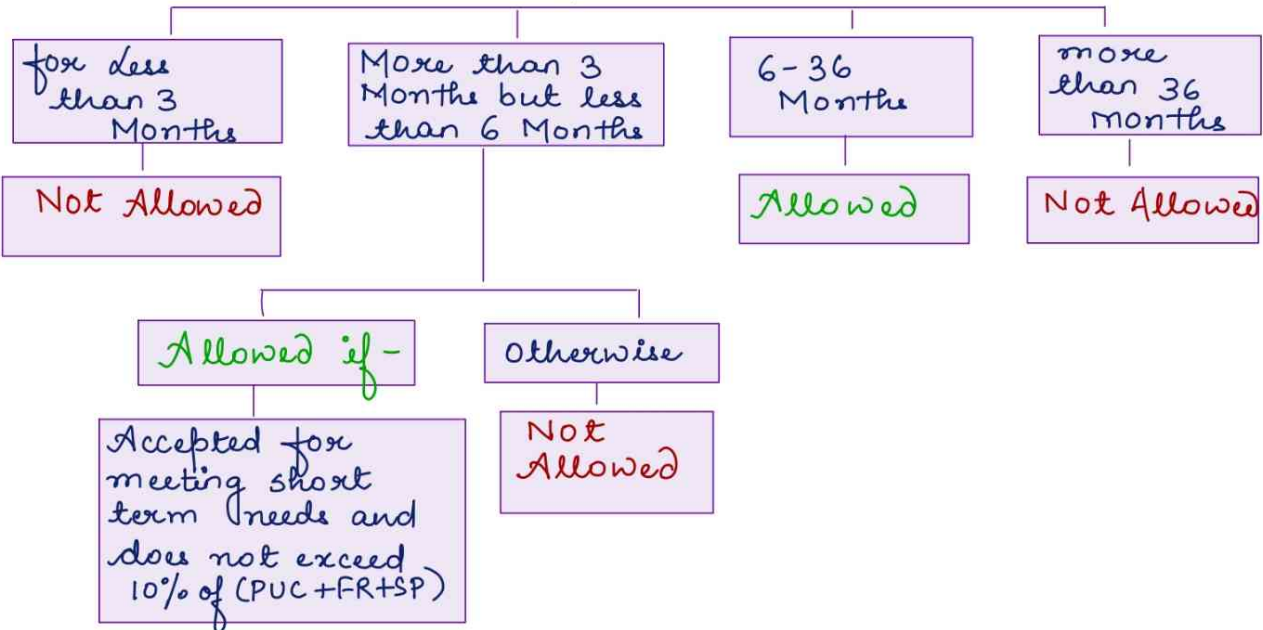 for Less
than 3
Months
More than 3
Months but less
than 6 Months
6-36
Months
more
than 36
months
Not Allowed
Allowed
Not Allowed
Allowed if -
Otherwise
Accepted for
meeting short
term needs and
does not exceed
10% of (PUC+FR+SP)
Not
Allowed